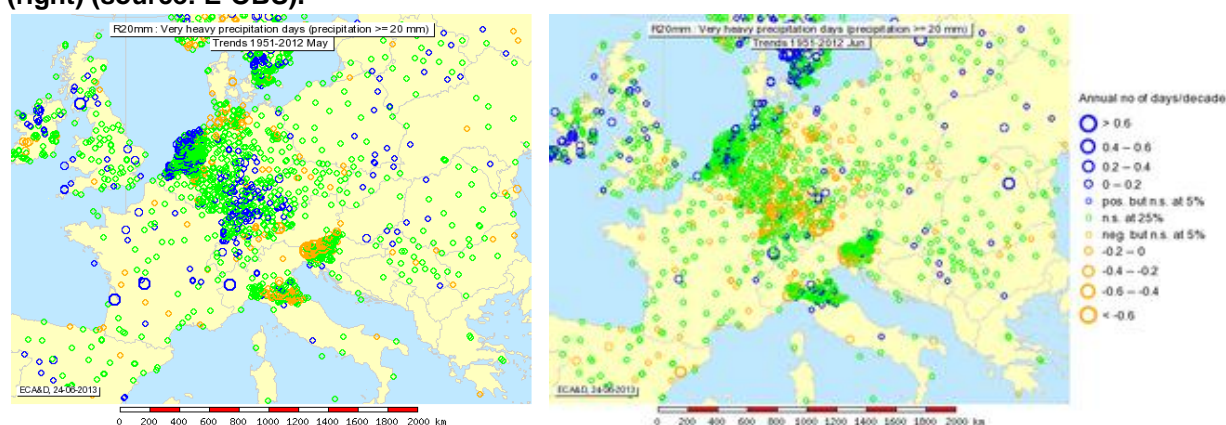 (right) (source: E-OBS).
R20mm : Very heavy precipitation days (precipitation >= 20 mm)
Trends 1951-2012 May
ECA&D, 24-06-2013
0 200 400 600 800 1000 1200 1400 1600 1800 2000 km
R20mm : Very heavy precipitation days (precipitation >= 20 mm)
Trends 1951-2012 Jun
ECA&D, 24-06-2013
0 200 400 600 800 1000 1200 1400 1600 1800 2000 km
Annual no of days/decade
> 0.6
0.4 -- 0.6
0.2 -- 0.4
0 -- 0.2
pos. but n.s. at 5%
n.s. at 25%
neg. but n.s. at 5%
-0.2 -- 0
-0.4 -- -0.2
-0.6 -- -0.4
< -0.6